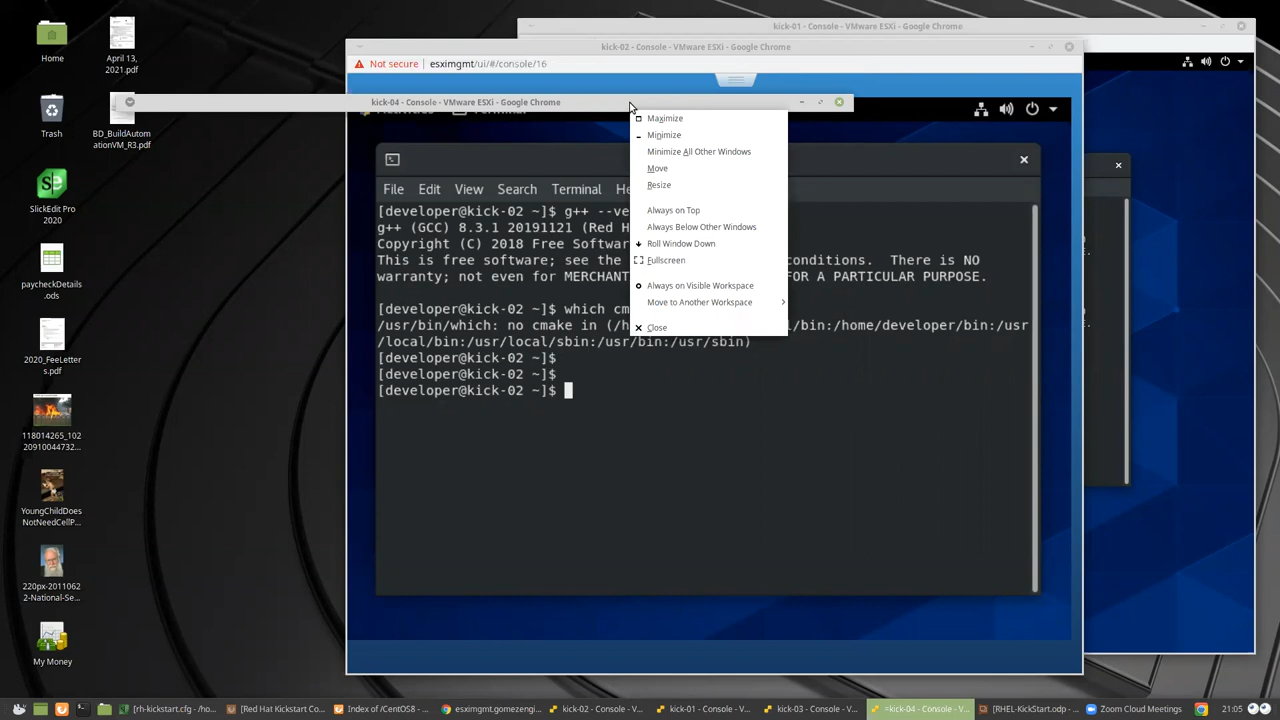 kick-01 - Console - VMware ESXi - Google Chrome
kick-02 - Console - VMware ESXi - Google Chrome
Not secure
esximgmt/ui/#/console/16
kick-04 - Console - VMware ESXi - Google Chrome
Home
April 13,
2021.pdf
Trash
BD_BuildAutom
ationVM_R3.pdf
SlickEdit Pro
2020
paycheckDetails
.ods
2020_FeeLetter
s.pdf
118014265_102
20910044732...
YoungChildDoes
NotNeedCellP...
220px-2011062
2-National-Se...
My Money
Maximize
Minimize
Minimize All Other Windows
Move
Resize
Always on Top
Always Below Other Windows
Roll Window Down
Fullscreen
Always on Visible Workspace
Move to Another Workspace
Close
File Edit View Search Terminal He
[developer@kick-02 ~]$ g++ --ve
g++ (GCC) 8.3.1 20191121 (Red H
Copyright (C) 2018 Free Softwar
This is free software; see the conditions. There is NO
warranty; not even for MERCHANT FOR A PARTICULAR PURPOSE.
[developer@kick-02 ~]$ which cm
/usr/bin/which: no cmake in (/h l/bin:/home/developer/bin:/usr
/local/bin:/usr/local/sbin:/usr/bin:/usr/sbin)
[developer@kick-02 ~]$
[developer@kick-02 ~]$
[developer@kick-02 ~]$
[rh-kickstart.cfg - /ho...
[Red Hat Kickstart Co...
[Index of /CentOS/8 -...
esximgmt.gomezengi...
kick-02 - Console - V...
kick-01 - Console - V...
kick-03 - Console - V...
=kick-04 - Console - V...
[RHEL-KickStart.odp - ...
Zoom Cloud Meetings
21:05